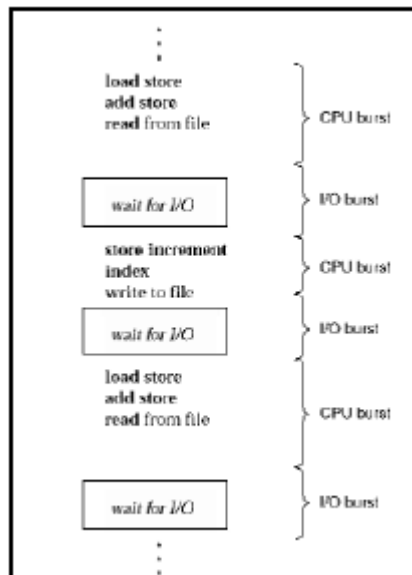 load store
add store
read from file
CPU burst
wait for I/O
I/O burst
store increment
index
write to file
CPU burst
wait for I/O
I/O burst
load store
add store
read from file
CPU burst
wait for I/O
I/O burst